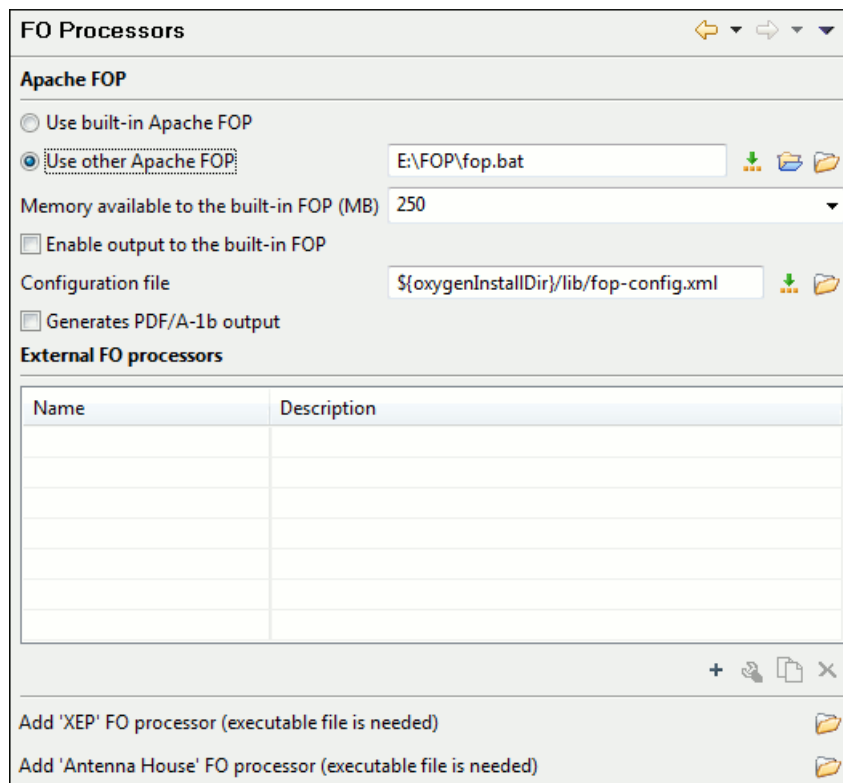 FO Processors
Apache FOP
Use built-in Apache FOP
Use other Apache FOP E:\FOP\fop.bat
Memory available to the built-in FOP (MB) 250
Enable output to the built-in FOP
Configuration file ${oxygenInstallDir}/lib/fop-config.xml
Generates PDF/A-1b output
External FO processors
Name Description
Add 'XEP' FO processor (executable file is needed)
Add 'Antenna House' FO processor (executable file is needed)